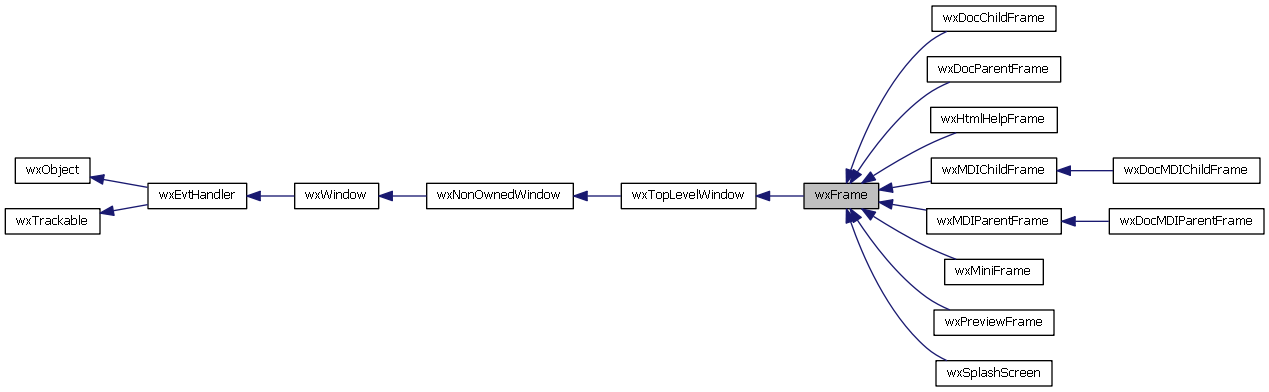 wxDocChildFrame
wxDocParentFrame
wxHtmlHelpFrame
wxObject
wxMDIChildFrame
wxDocMDIChildFrame
wxEvtHandler
wxWindow
wxNonOwnedWindow
wxTopLevelWindow
wxFrame
wxTrackable
wxMDIParentFrame
wxDocMDIParentFrame
wxMiniFrame
wxPreviewFrame
wxSplashScreen